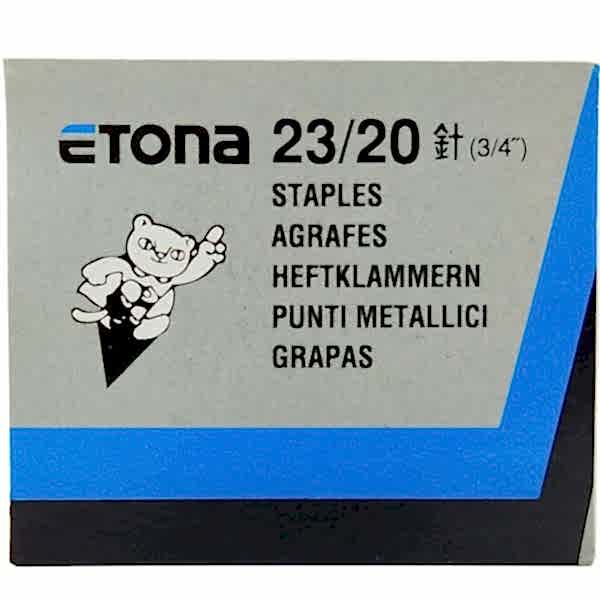 ETONA 23/20 針 (3/4″)
STAPLES
AGRAFES
HEFTKLAMMERN
PUNTI METALLICI
GRAPAS